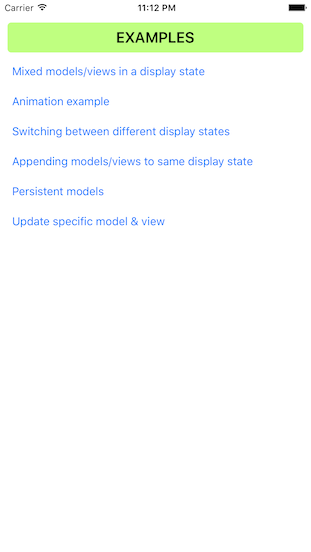 Carrier 11:12 PM
EXAMPLES
Mixed models/views in a display state
Animation example
Switching between different display states
Appending models/views to same display state
Persistent models
Update specific model & view